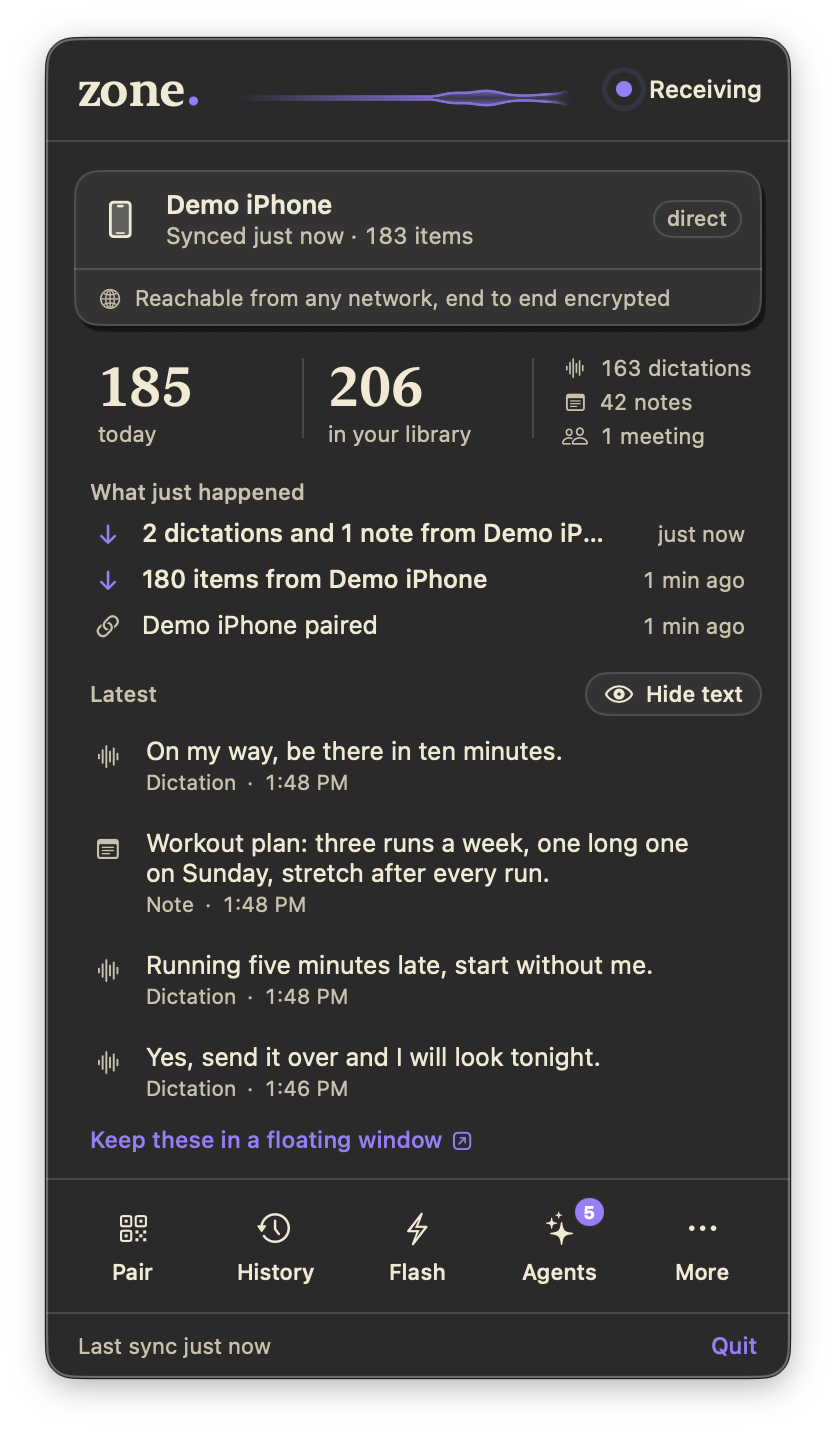 zone.
Receiving
Demo iPhone
Synced just now · 183 items
direct
Reachable from any network, end to end encrypted
185
today
206
in your library
163 dictations
42 notes
1 meeting
What just happened
2 dictations and 1 note from Demo iP...
just now
180 items from Demo iPhone
1 min ago
Demo iPhone paired
1 min ago
Latest
Hide text
On my way, be there in ten minutes.
Dictation · 1:48 PM
Workout plan: three runs a week, one long one
on Sunday, stretch after every run.
Note · 1:48 PM
Running five minutes late, start without me.
Dictation · 1:48 PM
Yes, send it over and I will look tonight.
Dictation · 1:46 PM
Keep these in a floating window
5
Pair
History
Flash
Agents
More
Last sync just now
Quit